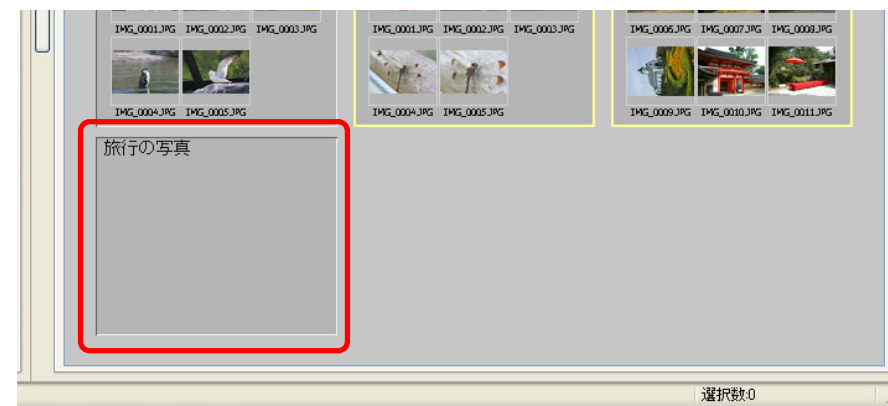 IMG_0001.JPG IMG_0002.JPG IMG_0003.JPG
IMG_0004.JPG IMG_0005.JPG
IMG_0001.JPG IMG_0002.JPG IMG_0003.JPG
IMG_0004.JPG IMG_0005.JPG
IMG_0006.JPG IMG_0007.JPG IMG_0008.JPG
IMG_0009.JPG IMG_0010.JPG IMG_0011.JPG
旅行の写真
選択数:0